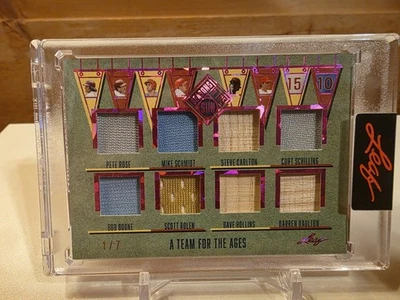 15 10
PETE ROSE MIKE SCHMIDT STEVE CARLTON CURT SCHILLING
BOB BOONE SCOTT ROLEN DAVE HOLLINS DARREN DAULTON
1/7
A TEAM FOR THE AGES
Leaf
Leaf